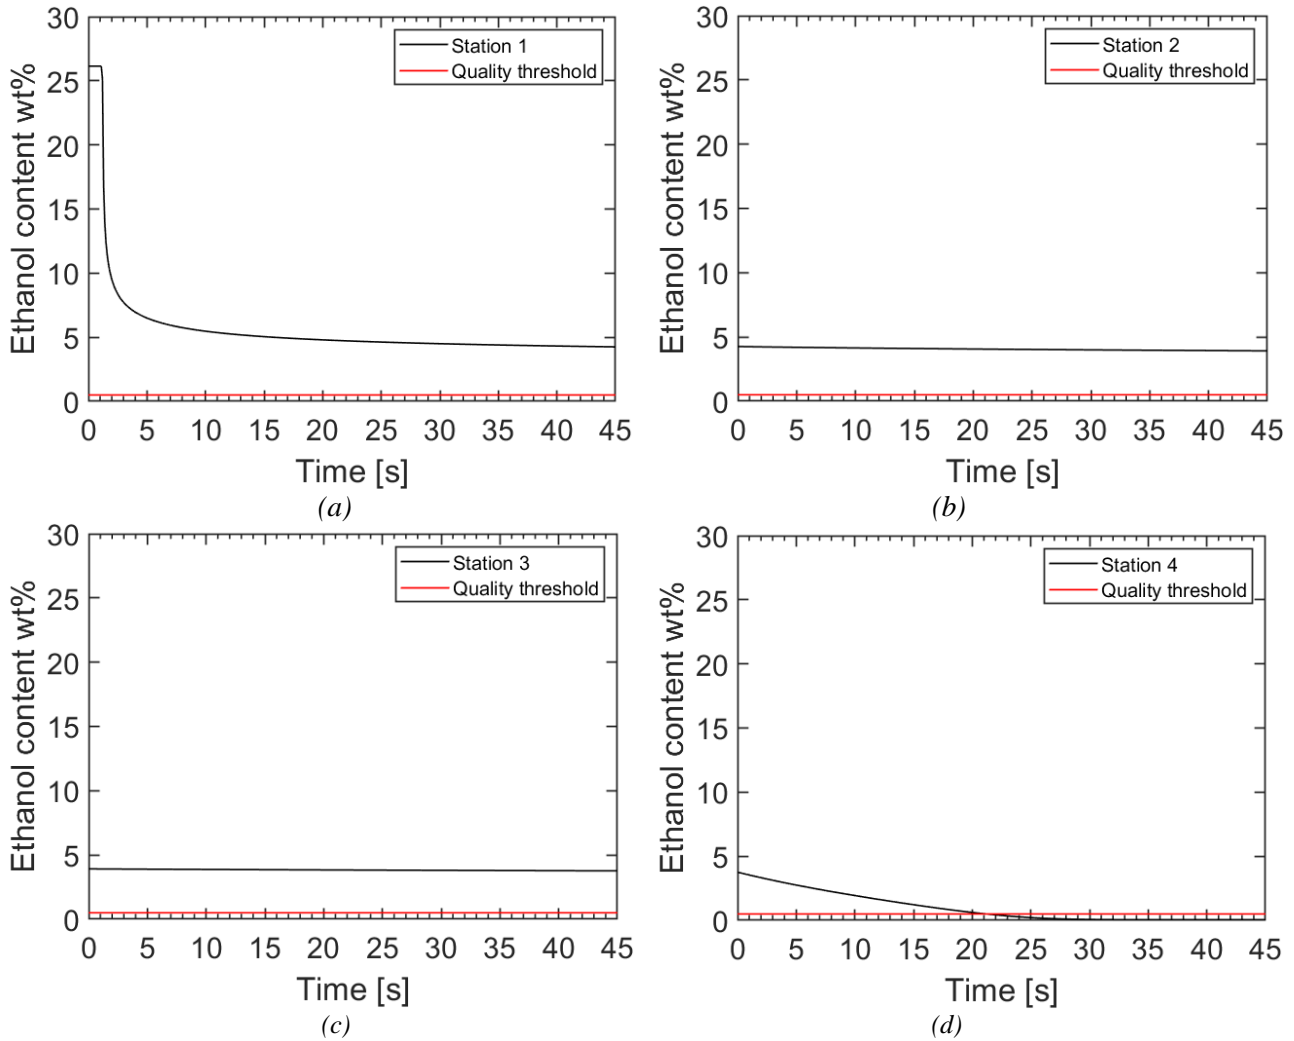 30
25
20
15
10
5
0
Ethanol content wt%
Station 1
Quality threshold
0 5 10 15 20 25 30 35 40 45
Time [s]
(a)
30
25
20
15
10
5
0
Ethanol content wt%
Station 2
Quality threshold
0 5 10 15 20 25 30 35 40 45
Time [s]
(b)
30
25
20
15
10
5
0
Ethanol content wt%
Station 3
Quality threshold
0 5 10 15 20 25 30 35 40 45
Time [s]
(c)
30
25
20
15
10
5
0
Ethanol content wt%
Station 4
Quality threshold
0 5 10 15 20 25 30 35 40 45
Time [s]
(d)